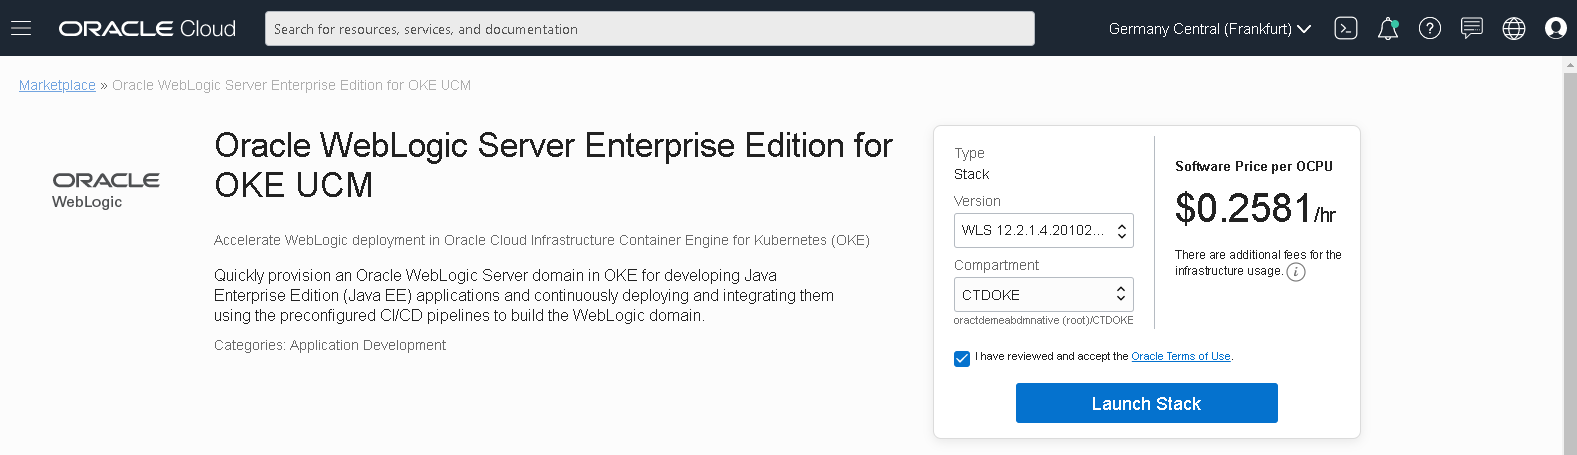 ORACLE Cloud
Search for resources, services, and documentation
Germany Central (Frankfurt)
Marketplace » Oracle WebLogic Server Enterprise Edition for OKE UCM
ORACLE
WebLogic
Oracle WebLogic Server Enterprise Edition for
OKE UCM
Accelerate WebLogic deployment in Oracle Cloud Infrastructure Container Engine for Kubernetes (OKE)
Quickly provision an Oracle WebLogic Server domain in OKE for developing Java
Enterprise Edition (Java EE) applications and continuously deploying and integrating them
using the preconfigured CI/CD pipelines to build the WebLogic domain.
Categories: Application Development
Type
Stack
Version
WLS 12.2.1.4.20102...
Compartment
CTDOKE
oractdemeabdmnative (root)/CTDOKE
Software Price per OCPU
$0.2581/hr
There are additional fees for the
infrastructure usage.
I have reviewed and accept the Oracle Terms of Use.
Launch Stack